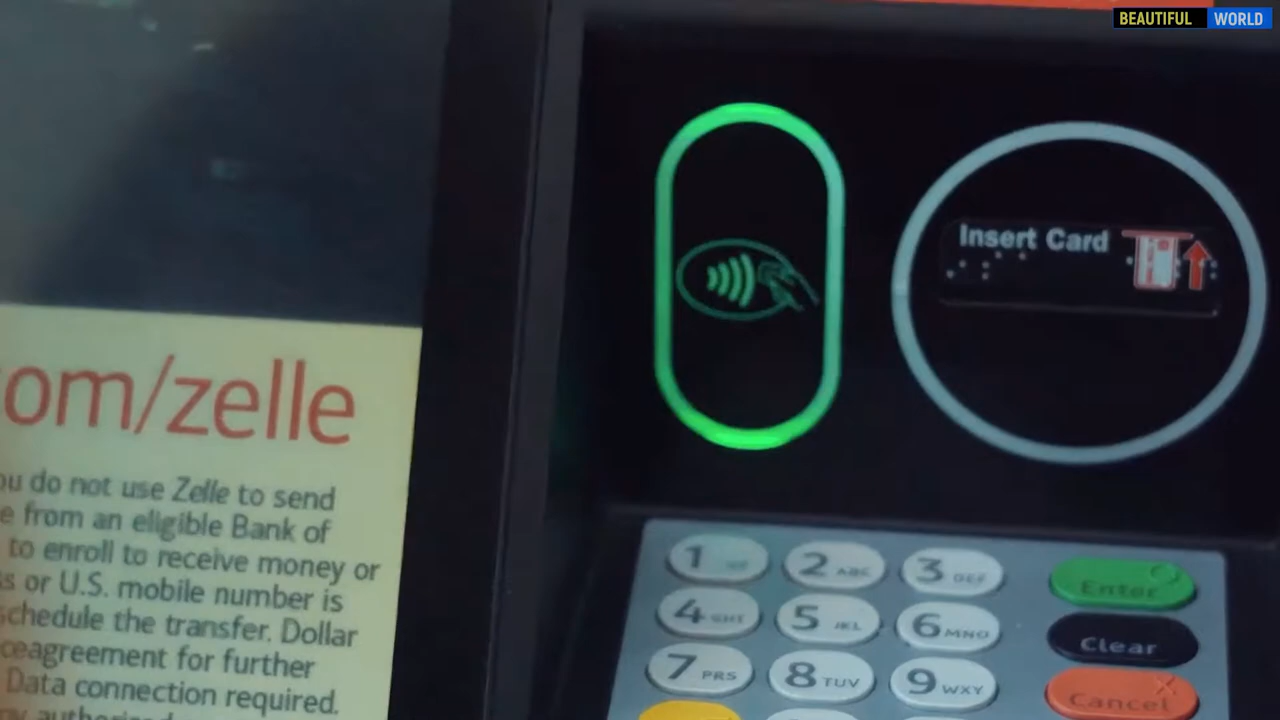 BEAUTIFUL WORLD
Insert Card
om/zelle
ou do not use Zelle to send
e from an eligible Bank of
to enroll to receive money or
s or U.S. mobile number is
schedule the transfer. Dollar
ceagreement for further
Data connection required.
1
2 ABC
3 DEF
Enter
4 GHI
5 JKL
6 MNO
Clear
7 PRS
8 TUV
9 WXY
Cancel